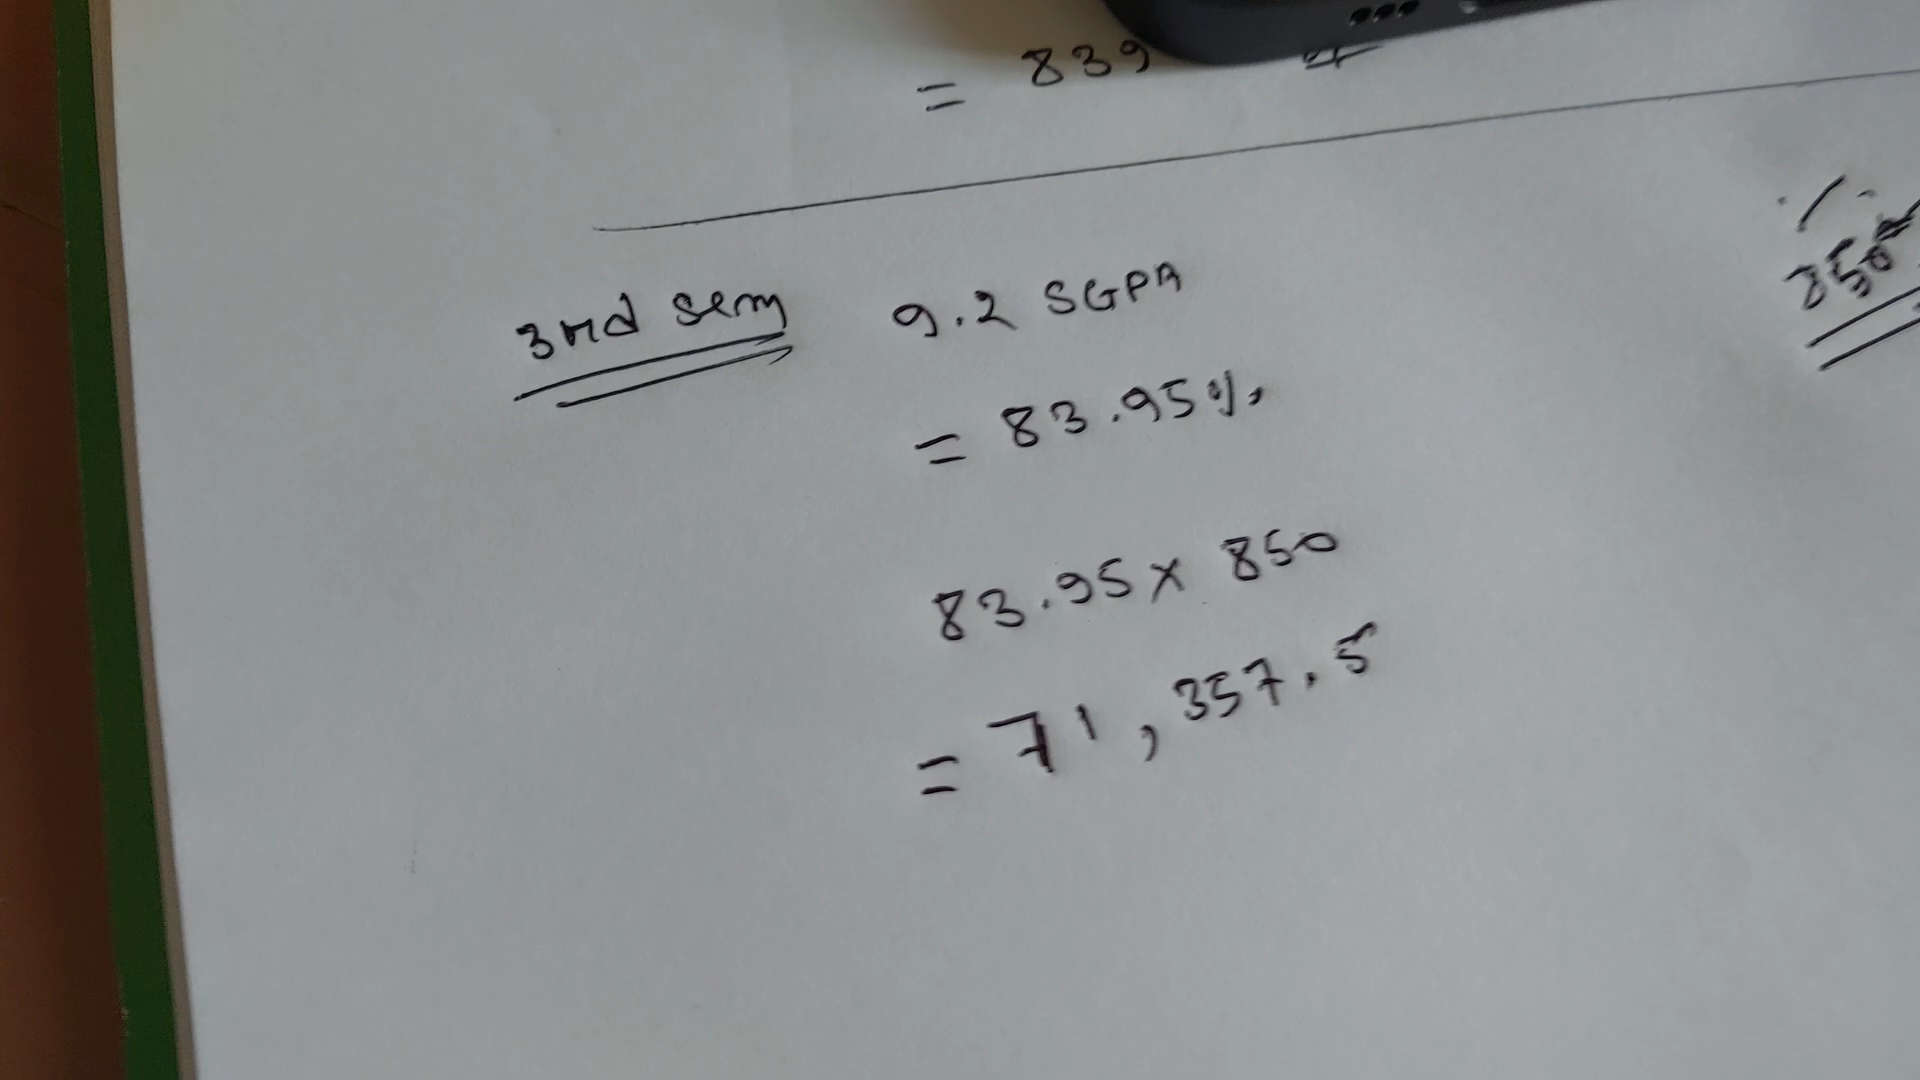 = 839
3rd sem 9.2 SGPA
= 83.95%
83.95 x 850
= 71,357.5
%
850